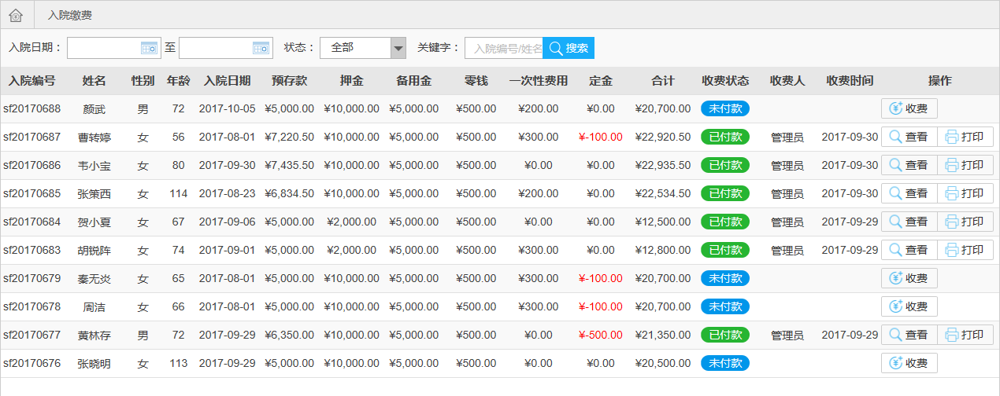 入院缴费
入院日期： 至 状态： 全部 关键字： 入院编号/姓名 搜索
入院编号 姓名 性别 年龄 入院日期 预存款 押金 备用金 零钱 一次性费用 定金 合计 收费状态 收费人 收费时间 操作
sf20170688 颜武 男 72 2017-10-05 ¥5,000.00 ¥10,000.00 ¥5,000.00 ¥500.00 ¥200.00 ¥0.00 ¥20,700.00 未付款 收费
sf20170687 曹转婷 女 56 2017-08-01 ¥7,220.50 ¥10,000.00 ¥5,000.00 ¥500.00 ¥300.00 ¥-100.00 ¥22,920.50 已付款 管理员 2017-09-30 查看 打印
sf20170686 韦小宝 女 80 2017-09-30 ¥7,435.50 ¥10,000.00 ¥5,000.00 ¥500.00 ¥0.00 ¥0.00 ¥22,935.50 已付款 管理员 2017-09-30 查看 打印
sf20170685 张策西 女 114 2017-08-23 ¥6,834.50 ¥10,000.00 ¥5,000.00 ¥500.00 ¥200.00 ¥0.00 ¥22,534.50 已付款 管理员 2017-09-30 查看 打印
sf20170684 贺小夏 女 67 2017-09-06 ¥5,000.00 ¥2,000.00 ¥5,000.00 ¥500.00 ¥0.00 ¥0.00 ¥12,500.00 已付款 管理员 2017-09-29 查看 打印
sf20170683 胡锐阵 女 74 2017-09-01 ¥5,000.00 ¥2,000.00 ¥5,000.00 ¥500.00 ¥300.00 ¥0.00 ¥12,800.00 已付款 管理员 2017-09-29 查看 打印
sf20170679 秦无炎 女 65 2017-08-01 ¥5,000.00 ¥10,000.00 ¥5,000.00 ¥500.00 ¥300.00 ¥-100.00 ¥20,700.00 未付款 收费
sf20170678 周洁 女 66 2017-08-01 ¥5,000.00 ¥10,000.00 ¥5,000.00 ¥500.00 ¥300.00 ¥-100.00 ¥20,700.00 未付款 收费
sf20170677 黄林存 男 72 2017-09-29 ¥6,350.00 ¥10,000.00 ¥5,000.00 ¥500.00 ¥0.00 ¥-500.00 ¥21,350.00 已付款 管理员 2017-09-29 查看 打印
sf20170676 张晓明 女 113 2017-09-29 ¥5,000.00 ¥10,000.00 ¥5,000.00 ¥500.00 ¥0.00 ¥0.00 ¥20,500.00 未付款 收费